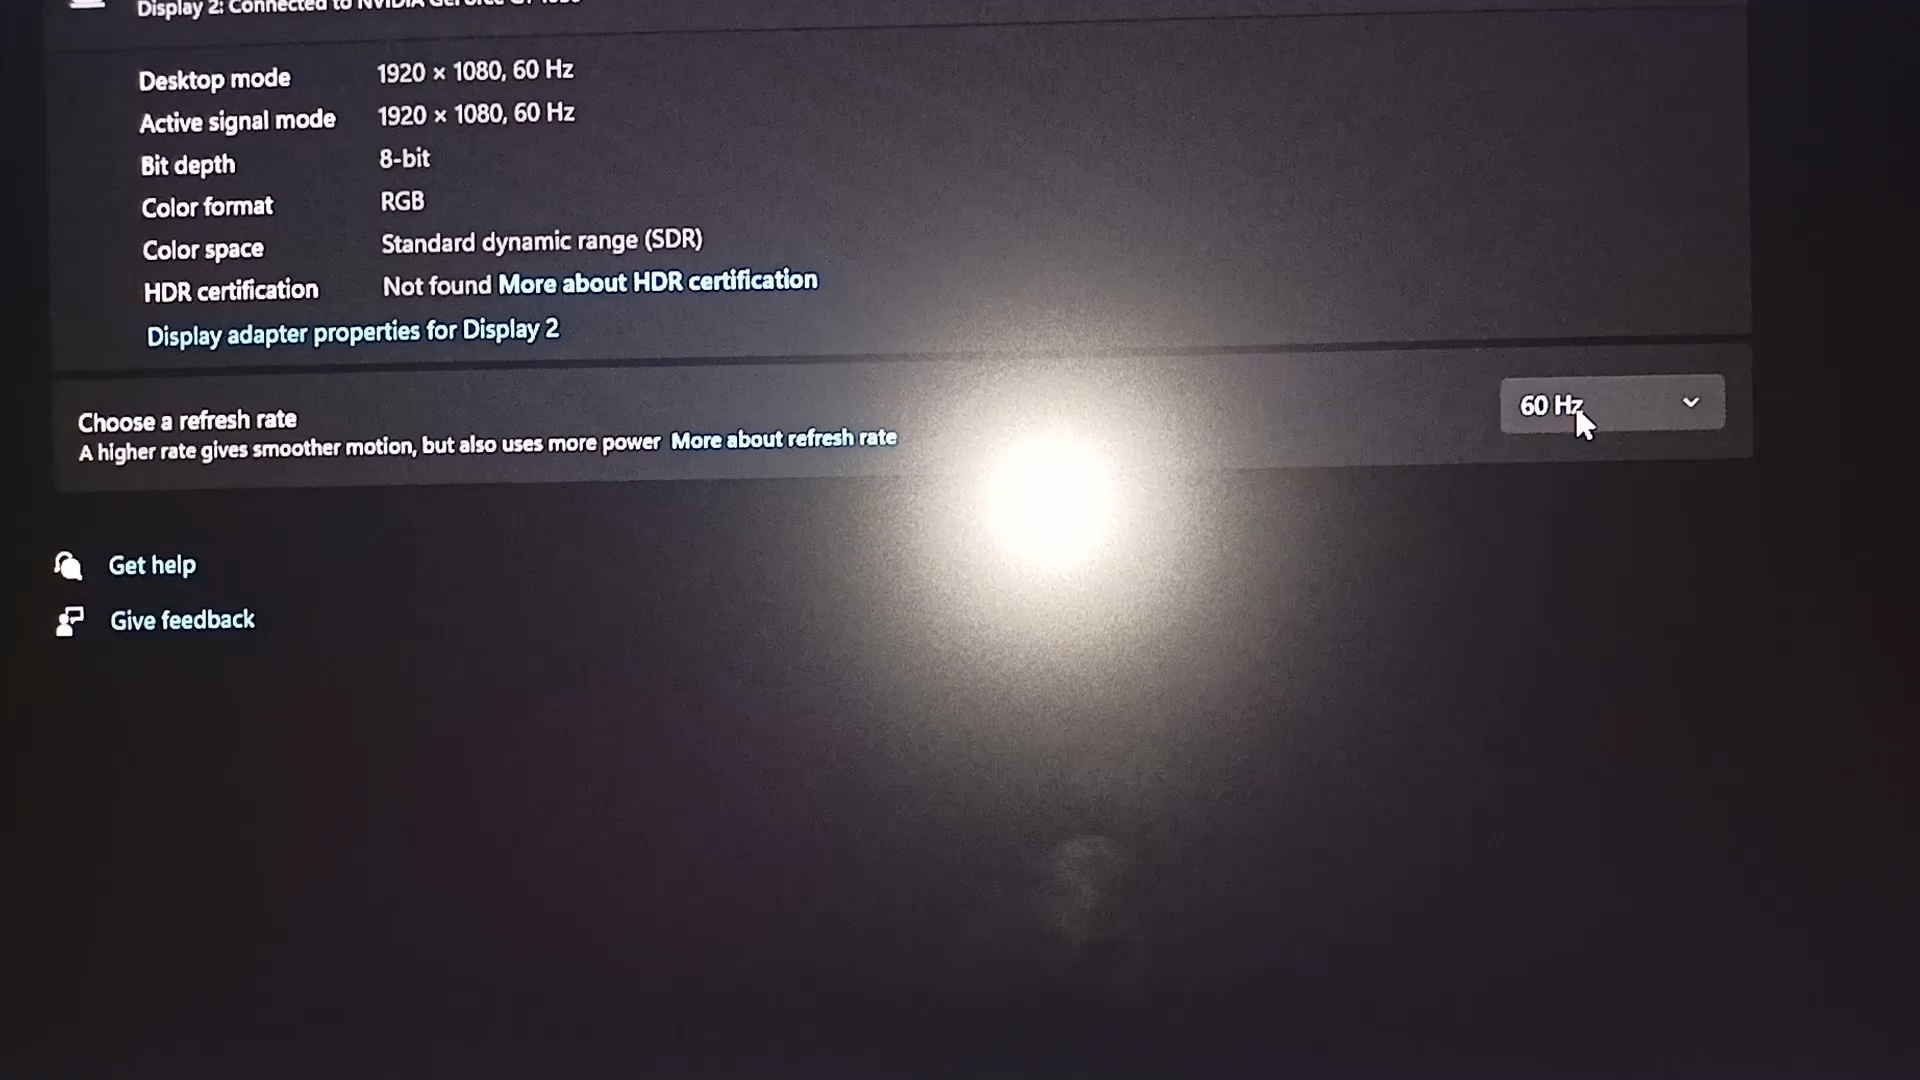 Display 2: Connected to NVIDIA GeForce
Desktop mode 1920 × 1080, 60 Hz
Active signal mode 1920 × 1080, 60 Hz
Bit depth 8-bit
Color format RGB
Color space Standard dynamic range (SDR)
HDR certification Not found More about HDR certification
Display adapter properties for Display 2
Choose a refresh rate
60 Hz
A higher rate gives smoother motion, but also uses more power More about refresh rate
Get help
Give feedback